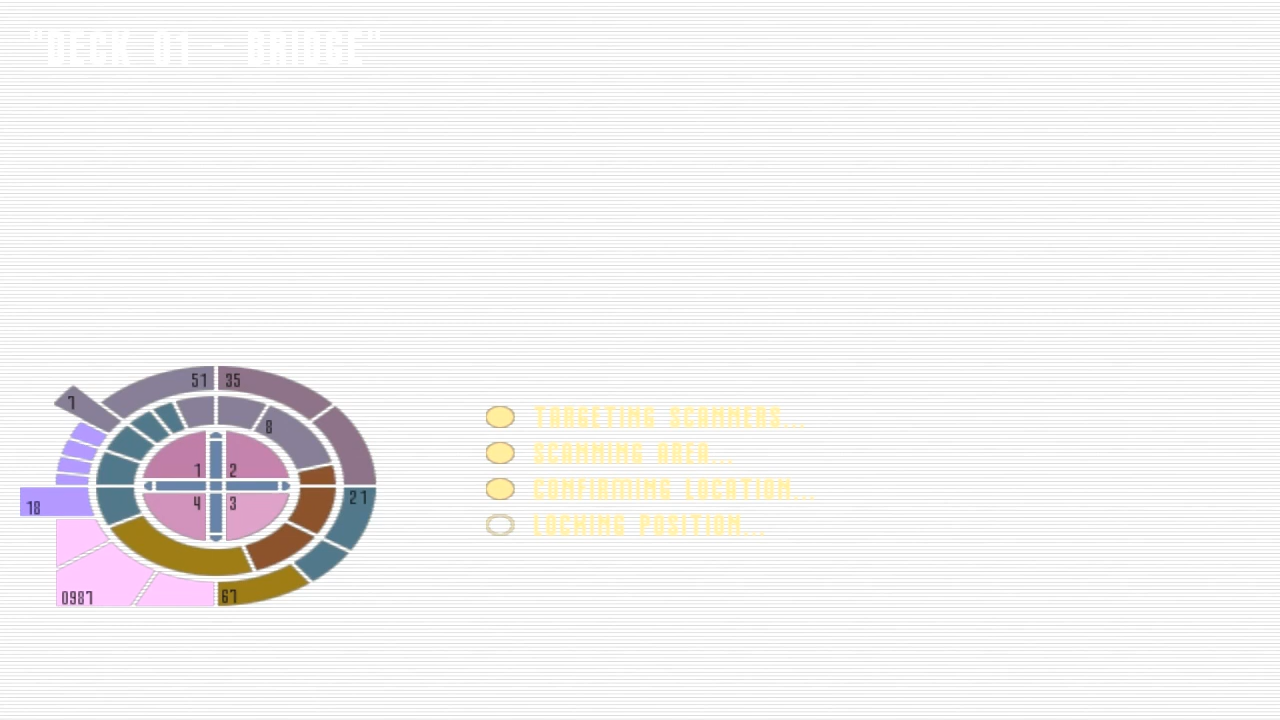 "DECK 01 - BRIDGE"
51 35
7
8
1 2
4 3
21
18
0987
67
TARGETING SCANNERS...
SCANNING AREA...
CONFIRMING LOCATION...
LOCKING POSITION...